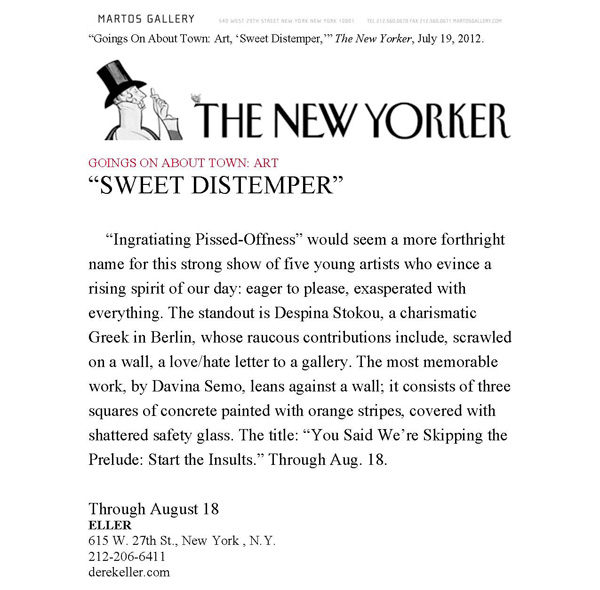 MARTOS GALLERY 540 WEST 29TH STREET NEW YORK NEW YORK 10001 TEL 212.560.0670 FAX 212.560.0671 MARTOSGALLERY.COM
“Goings On About Town: Art, ‘Sweet Distemper,’” The New Yorker, July 19, 2012.
THE NEW YORKER
GOINGS ON ABOUT TOWN: ART
“SWEET DISTEMPER”
“Ingratiating Pissed-Offness” would seem a more forthright
name for this strong show of five young artists who evince a
rising spirit of our day: eager to please, exasperated with
everything. The standout is Despina Stokou, a charismatic
Greek in Berlin, whose raucous contributions include, scrawled
on a wall, a love/hate letter to a gallery. The most memorable
work, by Davina Semo, leans against a wall; it consists of three
squares of concrete painted with orange stripes, covered with
shattered safety glass. The title: “You Said We’re Skipping the
Prelude: Start the Insults.” Through Aug. 18.
Through August 18
ELLER
615 W. 27th St., New York , N.Y.
212-206-6411
derekeller.com